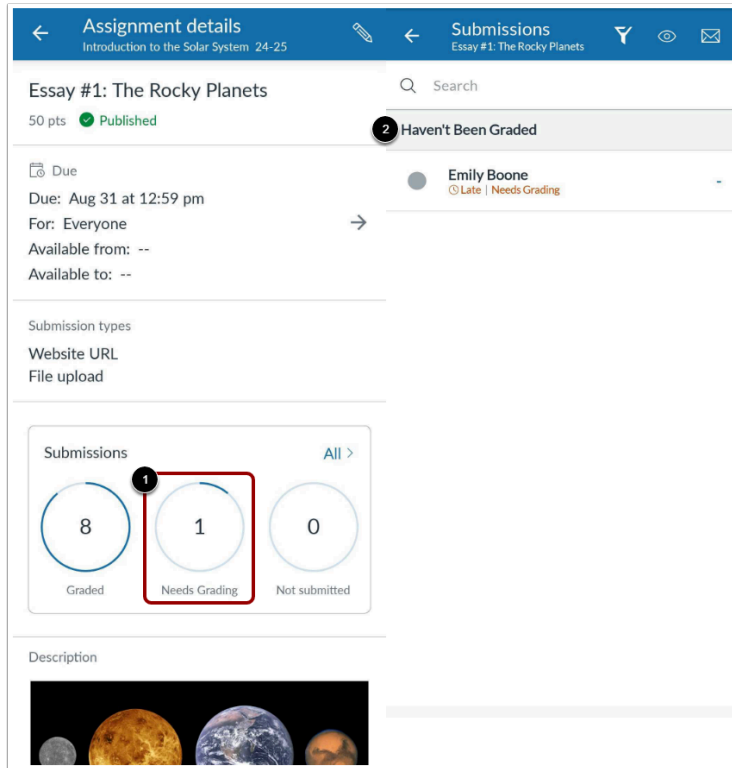 Assignment details
Introduction to the Solar System 24-25
Essay #1: The Rocky Planets
50 pts Published
Due
Due: Aug 31 at 12:59 pm
For: Everyone
Available from: --
Available to: --
Submission types
Website URL
File upload
Submissions All >
1
8 1 0
Graded Needs Grading Not submitted
Description
Submissions
Essay #1: The Rocky Planets
Search
2 Haven't Been Graded
Emily Boone
Late | Needs Grading -